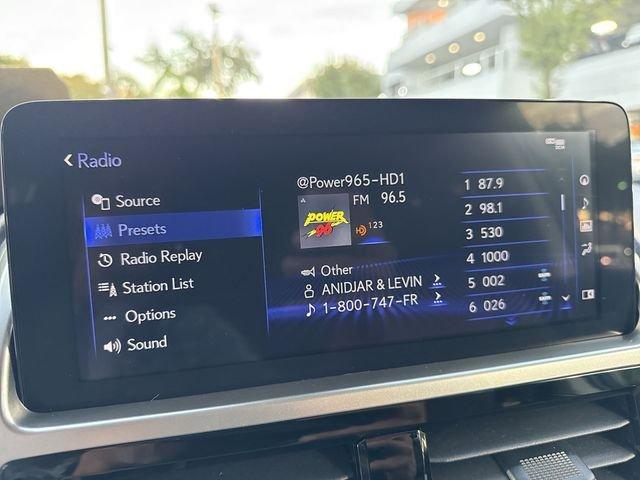 Radio
Source
Presets
Radio Replay
Station List
Options
Sound
@Power965-HD1
FM 96.5
POWER
96
HD 123
Other
ANIDJAR & LEVIN
1-800-747-FR
1 87.9
2 98.1
3 530
4 1000
5 002
6 026